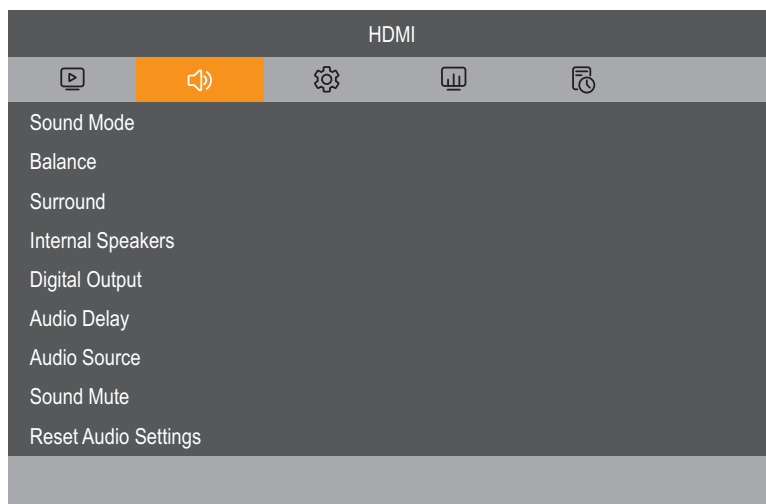 HDMI
Sound Mode
Balance
Surround
Internal Speakers
Digital Output
Audio Delay
Audio Source
Sound Mute
Reset Audio Settings